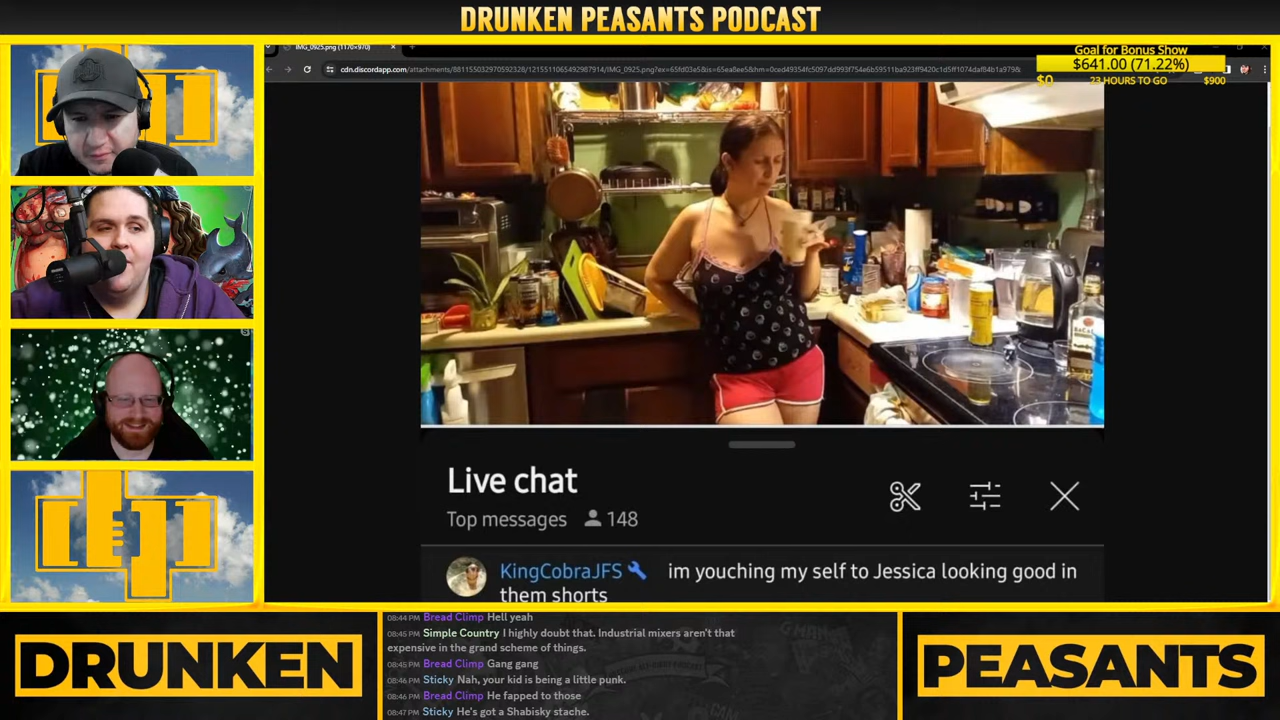 DRUNKEN PEASANTS PODCAST
IMG_0925.png (1170×970)
Goal for Bonus Show
$641.00 (71.22%)
$0
23 HOURS TO GO
$900
Live chat
Top messages 148
KingCobraJFS im youching my self to Jessica looking good in
them shorts
08:44 PM Bread Climp Hell yeah
08:45 PM Simple Country I highly doubt that. Industrial mixers aren't that
expensive in the grand scheme of things.
08:45 PM Bread Climp Gang gang
08:46 PM Sticky Nah, your kid is being a little punk.
08:46 PM Bread Climp He fapped to those
08:47 PM Sticky He's got a Shabisky stache.
DRUNKEN
PEASANTS